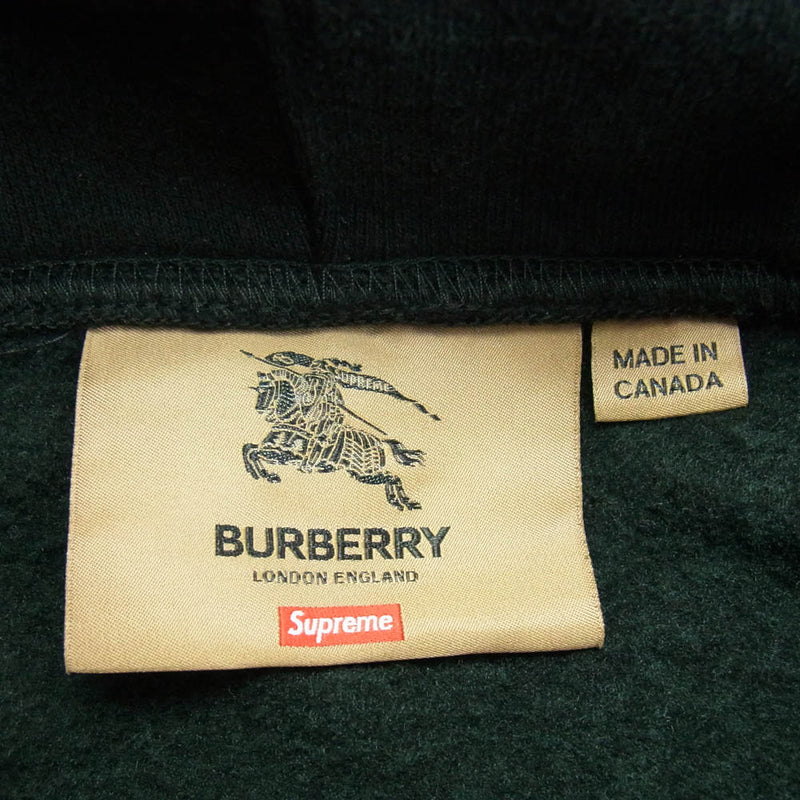 SUPREME
BURBERRY
LONDON ENGLAND
Supreme
MADE IN
CANADA